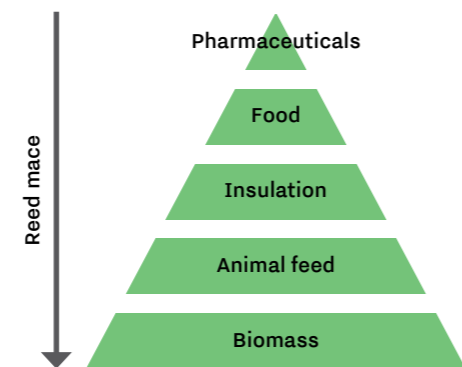 Pharmaceuticals
Food
Insulation
Animal feed
Biomass
Reed mace